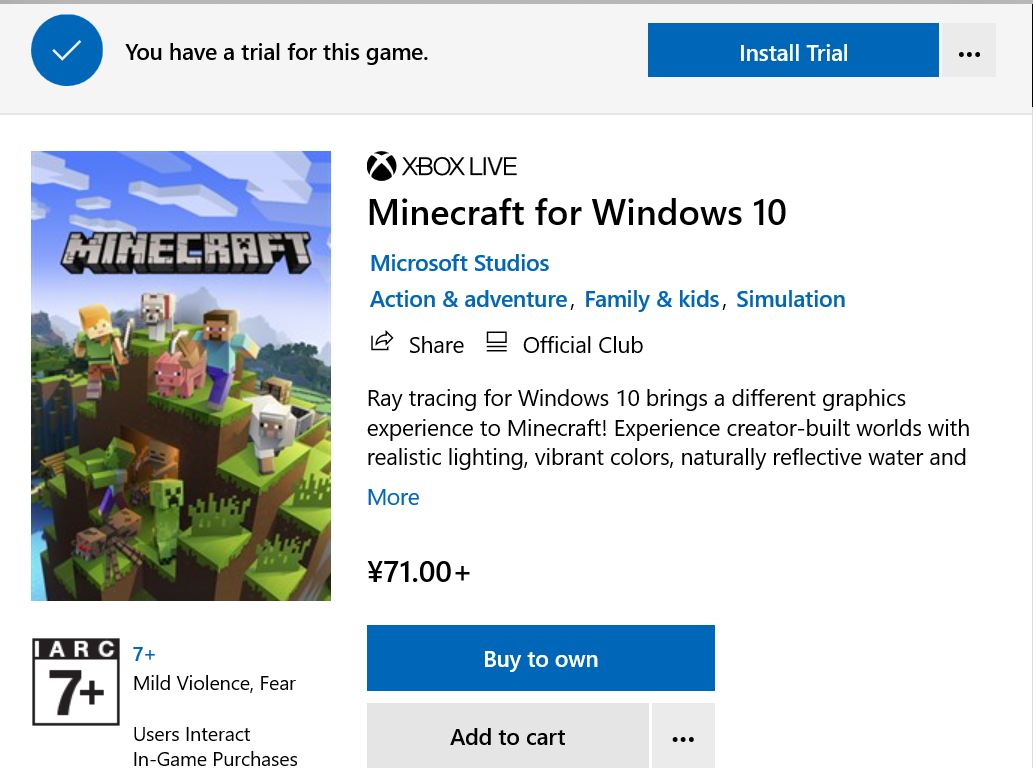 You have a trial for this game.
Install Trial
...
MINECRAFT
XBOX LIVE
Minecraft for Windows 10
Microsoft Studios
Action & adventure, Family & kids, Simulation
Share Official Club
Ray tracing for Windows 10 brings a different graphics
experience to Minecraft! Experience creator-built worlds with
realistic lighting, vibrant colors, naturally reflective water and
More
¥71.00+
Buy to own
Add to cart
...
IARC
7+
7+
Mild Violence, Fear
Users Interact
In-Game Purchases